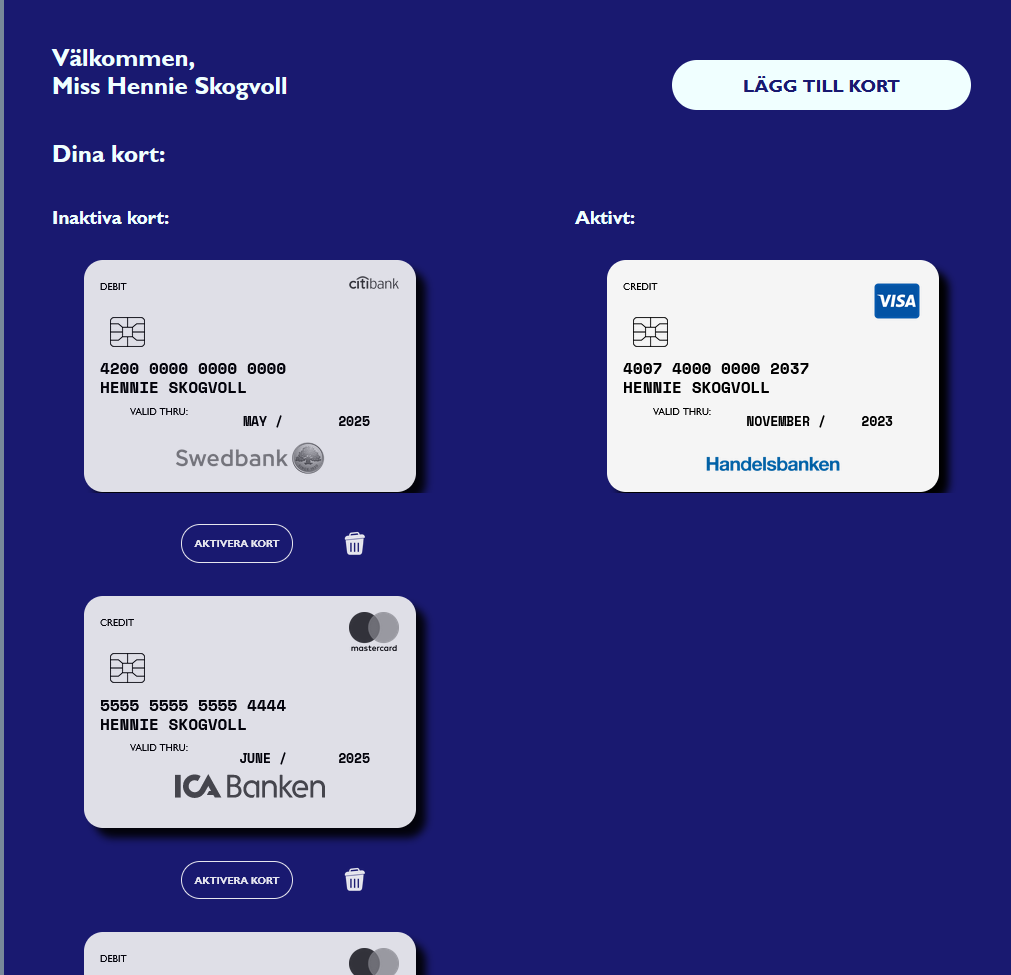 Välkommen,
Miss Hennie Skogvoll
LÄGG TILL KORT
Dina kort:
Inaktiva kort:
DEBIT
citibank
4200 0000 0000 0000
HENNIE SKOGVOLL
VALID THRU:
MAY / 2025
Swedbank
AKTIVERA KORT
CREDIT
mastercard
5555 5555 5555 4444
HENNIE SKOGVOLL
VALID THRU:
JUNE / 2025
ICA Banken
AKTIVERA KORT
DEBIT
Aktivt:
CREDIT
VISA
4007 4000 0000 2037
HENNIE SKOGVOLL
VALID THRU:
NOVEMBER / 2023
Handelsbanken